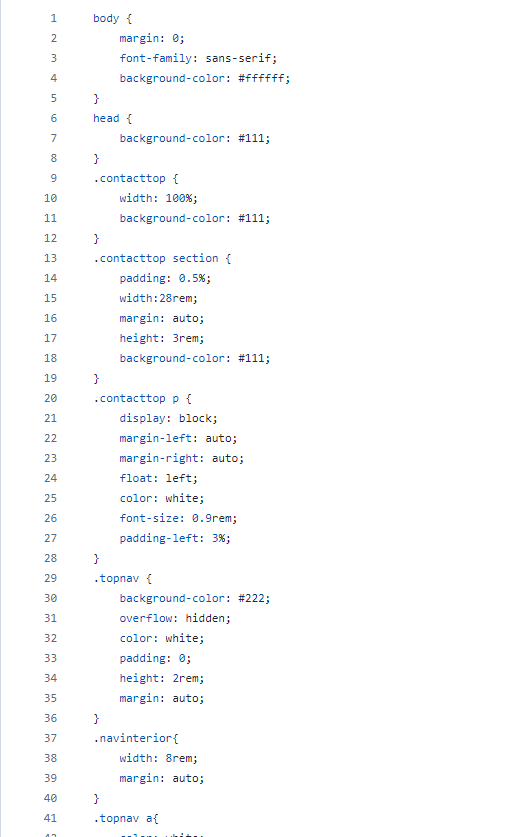 1 body {
2 margin: 0;
3 font-family: sans-serif;
4 background-color: #ffffff;
5 }
6 head {
7 background-color: #111;
8 }
9 .contacttop {
10 width: 100%;
11 background-color: #111;
12 }
13 .contacttop section {
14 padding: 0.5%;
15 width:28rem;
16 margin: auto;
17 height: 3rem;
18 background-color: #111;
19 }
20 .contacttop p {
21 display: block;
22 margin-left: auto;
23 margin-right: auto;
24 float: left;
25 color: white;
26 font-size: 0.9rem;
27 padding-left: 3%;
28 }
29 .topnav {
30 background-color: #222;
31 overflow: hidden;
32 color: white;
33 padding: 0;
34 height: 2rem;
35 margin: auto;
36 }
37 .navinterior{
38 width: 8rem;
39 margin: auto;
40 }
41 .topnav a{